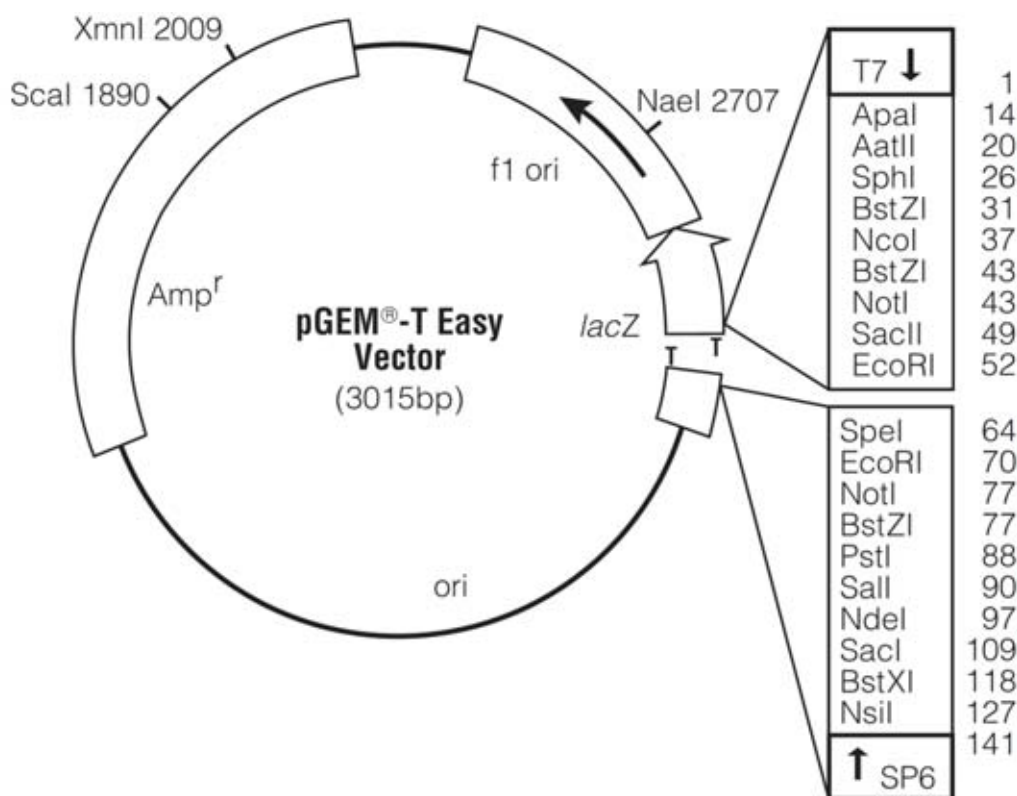 XmnI 2009
ScaI 1890
NaeI 2707
f1 ori
Ampr
pGEM®-T Easy
Vector
(3015bp)
lacZ
T
T
ori
T7 ↓
1
ApaI 14
AatII 20
SphI 26
BstZI 31
NcoI 37
BstZI 43
NotI 43
SacII 49
EcoRI 52
SpeI 64
EcoRI 70
NotI 77
BstZI 77
PstI 88
SalI 90
NdeI 97
SacI 109
BstXI 118
NsiI 127
141
↑ SP6